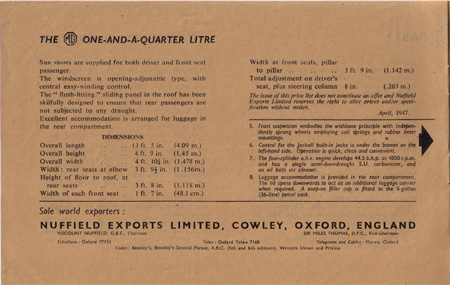 THE MG ONE-AND-A-QUARTER LITRE
Sun visors are supplied for both driver and front seat
passenger.
The windscreen is opening-adjustable type, with
central easy-winding control.
The "flush-fitting" sliding panel in the roof has been
skilfully designed to ensure that rear passengers are
not subjected to any draught.
Excellent accommodation is arranged for luggage in
the rear compartment.
DIMENSIONS
Overall length - - - 13 ft. 5 in. (4.09 m.)
Overall height - - - 4 ft. 9 in. (1.45 m.)
Overall width - - - 4 ft. 10½ in. (1.478 m.)
Width: rear seats at elbow 3 ft. 9½ in. (1.156m.)
Height of floor to roof, at
rear seats - - - 3 ft. 8 in. (1.118 m.)
Width of each front seat - 1 ft. 7 in. (48.1 cm.)
Width at front seats, pillar
to pillar - - - - 3 ft. 9 in. (1.142 m.)
Total adjustment on driver's
seat, plus steering column 8 in. (.203 m.)
The issue of this list does not constitute an offer and Nuffield
Exports Limited reserves the right to alter prices and/or speci-
fication without notice.
April, 1947
5. Front suspension embodies the wishbone principle with indepen-
dently sprung wheels employing coil springs and rubber inner
mountings.
6. Control for the Jackall built-in jacks is under the bonnet on the
left-hand side. Operation is quick, clean and convenient.
7. The four-cylinder o.h.v. engine develops 44.5 b.h.p. at 4800 r.p.m.
and has a single semi-downdraught S.U. carburetter with
oil air bath cleaner.
8. Luggage accommodation is provided in the rear compartment.
The lid opens downwards to act as an additional luggage carrier
when required. A snap-on filler cap is fitted to the 8-gallon
(36-litre) petrol tank.
Sole world exporters:
NUFFIELD EXPORTS LIMITED, COWLEY, OXFORD, ENGLAND
VISCOUNT NUFFIELD, G.B.E., Chairman
SIR MILES THOMAS, D.F.C., Vice-Chairman
Telephone: Oxford 77733
Telex: Oxford Telex 7168
Telegrams and Cables: Morex, Oxford
Codes: Bentley's, Bentley's Second Phrase, A.B.C. (5th and 6th editions), Western Union and Private